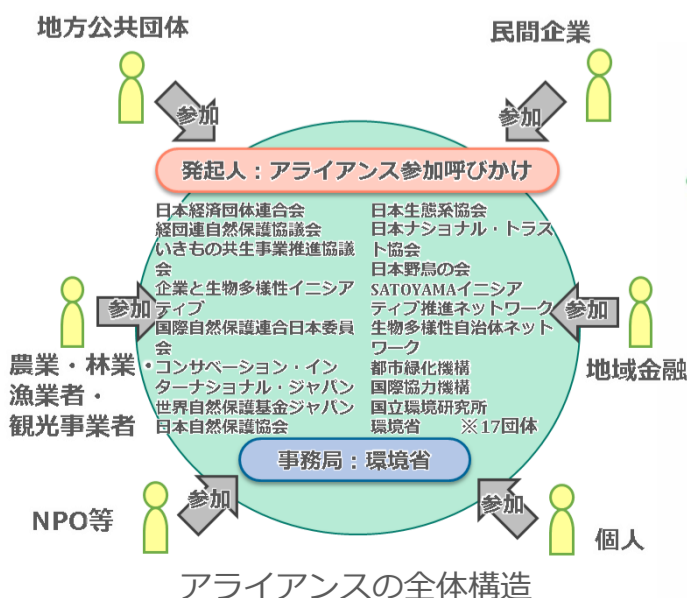 地方公共団体
民間企業
参加
参加
発起人：アライアンス参加呼びかけ
日本経済団体連合会
経団連自然保護協議会
いきもの共生事業推進協議
会
企業と生物多様性イニシア
ティブ
国際自然保護連合日本委員
会
コンサベーション・イン
ターナショナル・ジャパン
世界自然保護基金ジャパン
日本自然保護協会
日本生態系協会
日本ナショナル・トラス
ト協会
日本野鳥の会
SATOYAMAイニシア
ティブ推進ネットワーク
生物多様性自治体ネット
ワーク
都市緑化機構
国際協力機構
国立環境研究所
環境省　※17団体
参加
農業・林業・
漁業者・
観光事業者
参加
地域金融
事務局：環境省
参加
NPO等
参加
個人
アライアンスの全体構造